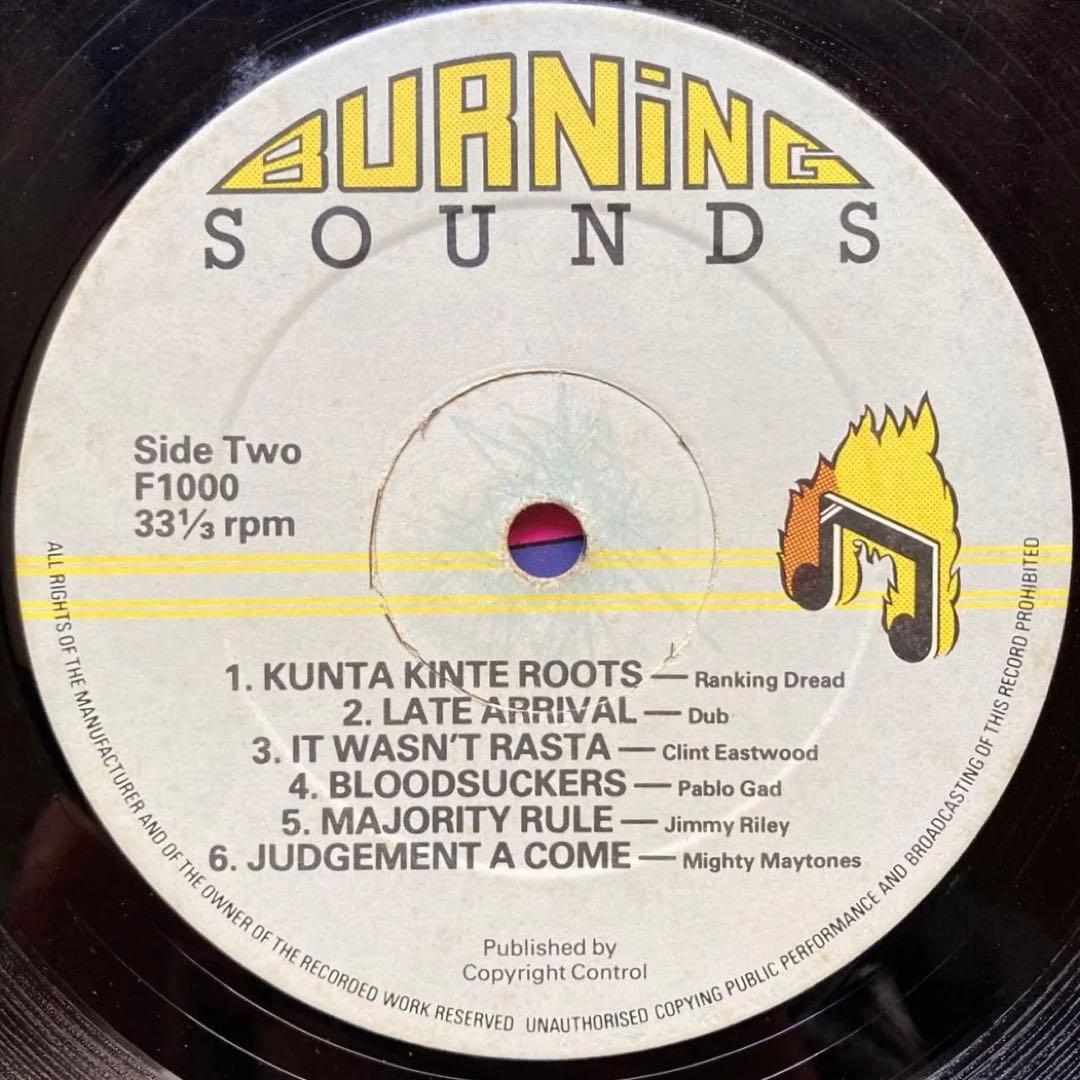 BURNiNG
SOUNDS
Side Two
F1000
33⅓ rpm
1. KUNTA KINTE ROOTS — Ranking Dread
2. LATE ARRIVAL — Dub
3. IT WASN'T RASTA — Clint Eastwood
4. BLOODSUCKERS — Pablo Gad
5. MAJORITY RULE — Jimmy Riley
6. JUDGEMENT A COME — Mighty Maytones
Published by
Copyright Control
ALL RIGHTS OF THE MANUFACTURER AND OF THE OWNER OF THE RECORDED WORK RESERVED UNAUTHORISED COPYING PUBLIC PERFORMANCE AND BROADCASTING OF THIS RECORD PROHIBITED